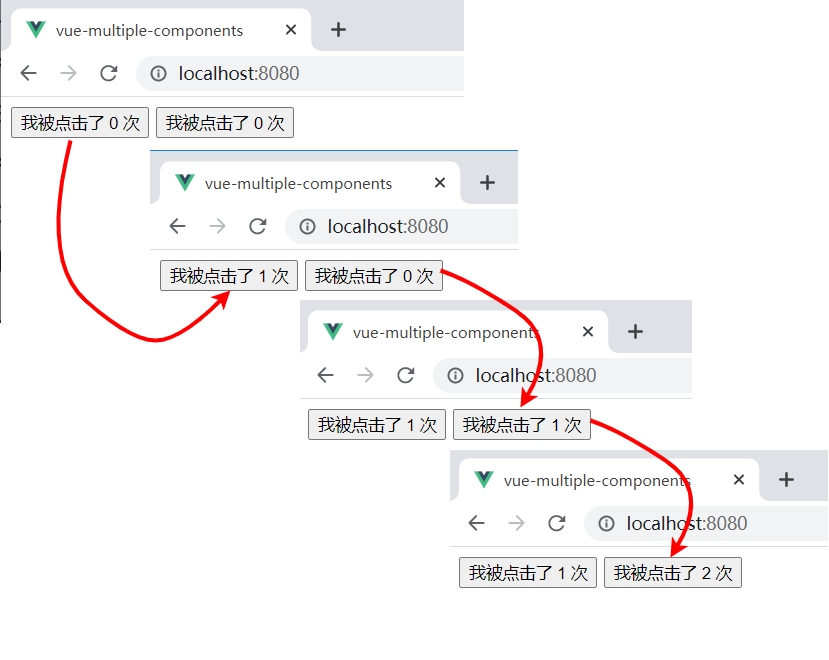 vue-multiple-components
localhost:8080
我被点击了 0 次 我被点击了 0 次
vue-multiple-components
localhost:8080
我被点击了 1 次 我被点击了 0 次
vue-multiple-components
localhost:8080
我被点击了 1 次 我被点击了 1 次
vue-multiple-components
localhost:8080
我被点击了 1 次 我被点击了 2 次